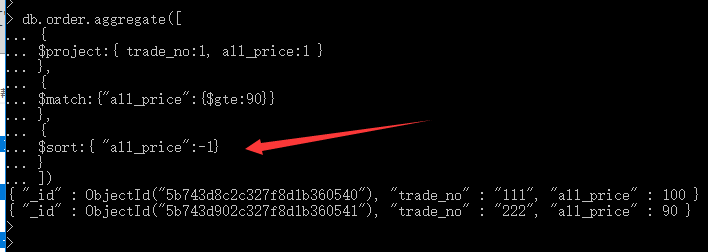 >
> db.order.aggregate([
... {
... $project:{ trade_no:1, all_price:1 }
... },
... {
... $match:{"all_price":{$gte:90}}
... },
... {
... $sort:{ "all_price":-1}
... }
... ])
{ "_id" : ObjectId("5b743d8c2c327f8d1b360540"), "trade_no" : "111", "all_price" : 100 }
{ "_id" : ObjectId("5b743d902c327f8d1b360541"), "trade_no" : "222", "all_price" : 90 }
>
>